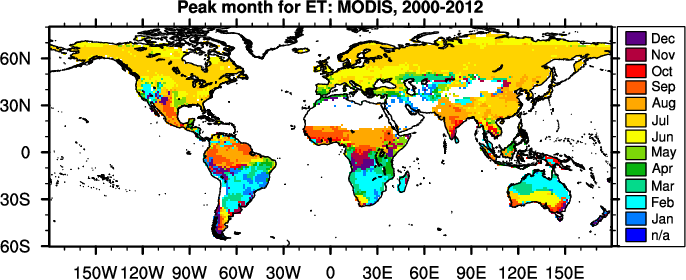 Peak month for ET: MODIS, 2000-2012
Dec
Nov
Oct
Sep
Aug
Jul
Jun
May
Apr
Mar
Feb
Jan
n/a
60N
30N
0
30S
60S
150W 120W 90W 60W 30W 0 30E 60E 90E 120E 150E